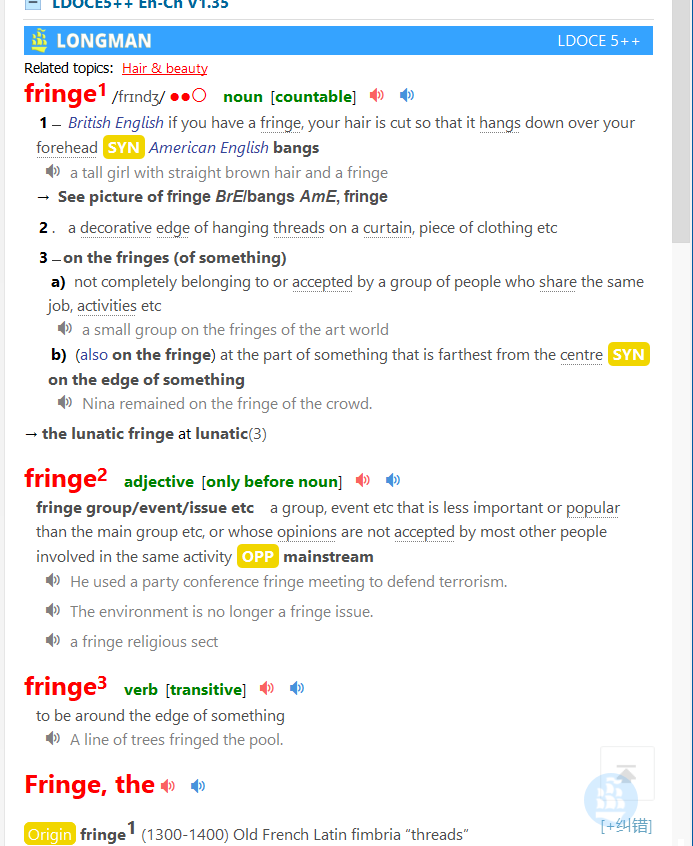 LDOCE5++ En-Ch V1.35
LONGMAN LDOCE 5++
Related topics: Hair & beauty
fringe1 /frɪndʒ/ ●●○ noun [countable]
1 – British English if you have a fringe, your hair is cut so that it hangs down over your
forehead SYN American English bangs
a tall girl with straight brown hair and a fringe
→ See picture of fringe BrE/bangs AmE, fringe
2 . a decorative edge of hanging threads on a curtain, piece of clothing etc
3 – on the fringes (of something)
a) not completely belonging to or accepted by a group of people who share the same
job, activities etc
a small group on the fringes of the art world
b) (also on the fringe) at the part of something that is farthest from the centre SYN
on the edge of something
Nina remained on the fringe of the crowd.
→ the lunatic fringe at lunatic(3)
fringe2 adjective [only before noun]
fringe group/event/issue etc a group, event etc that is less important or popular
than the main group etc, or whose opinions are not accepted by most other people
involved in the same activity OPP mainstream
He used a party conference fringe meeting to defend terrorism.
The environment is no longer a fringe issue.
a fringe religious sect
fringe3 verb [transitive]
to be around the edge of something
A line of trees fringed the pool.
Fringe, the
Origin fringe1 (1300-1400) Old French Latin fimbria “threads”
[+纠错]